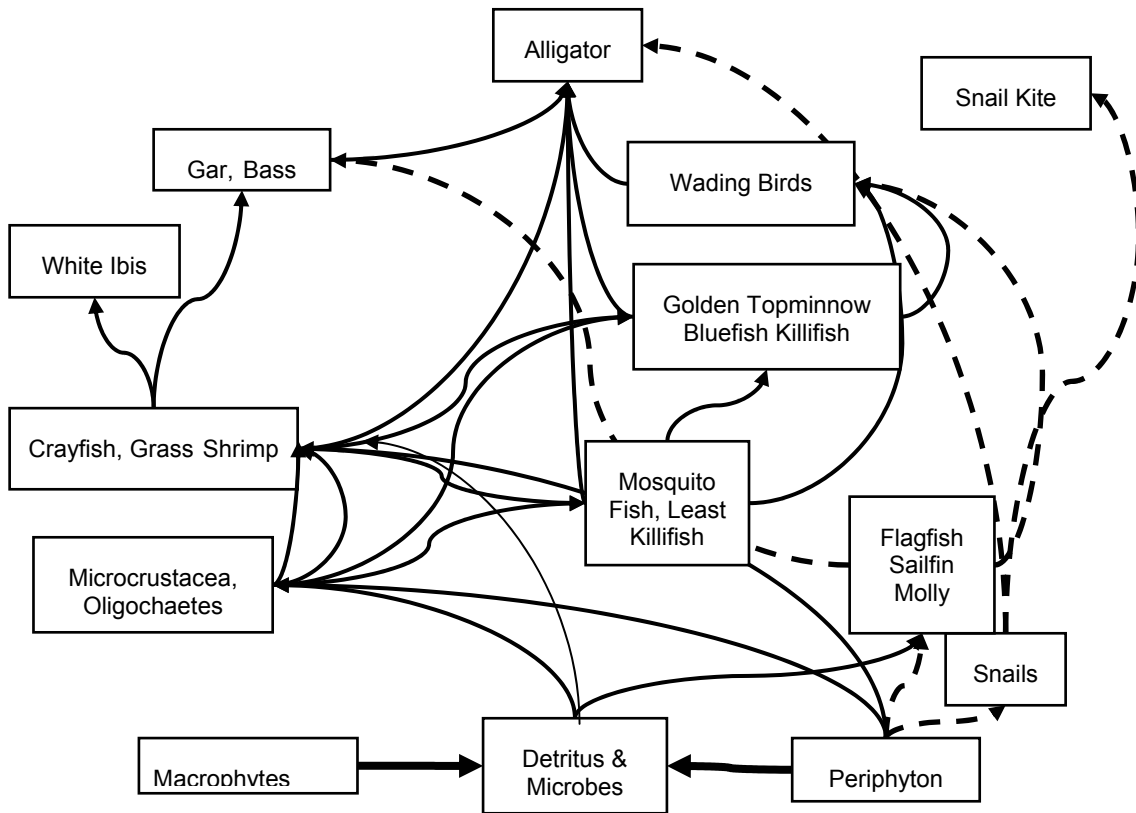 Alligator
Snail Kite
Gar, Bass
Wading Birds
White Ibis
Golden Topminnow
Bluefish Killifish
Crayfish, Grass Shrimp
Mosquito
Fish, Least
Killifish
Flagfish
Sailfin
Molly
Microcrustacea,
Oligochaetes
Snails
Macrophytes
Detritus &
Microbes
Periphyton